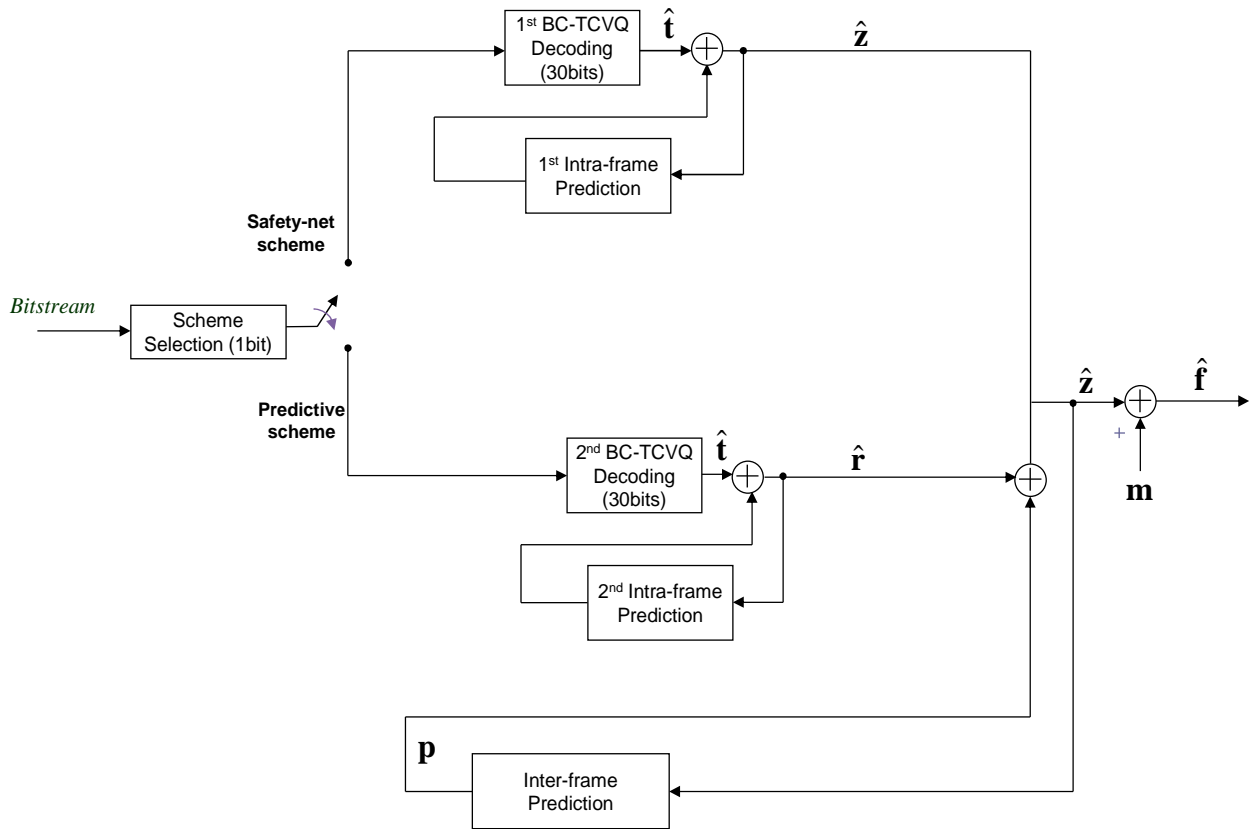 1st BC-TCVQ
Decoding
(30bits)
t̂
ẑ
1st Intra-frame
Prediction
Safety-net
scheme
Bitstream
Scheme
Selection (1bit)
Predictive
scheme
2nd BC-TCVQ
Decoding
(30bits)
t̂
r̂
ẑ
f̂
+
m
2nd Intra-frame
Prediction
p
Inter-frame
Prediction